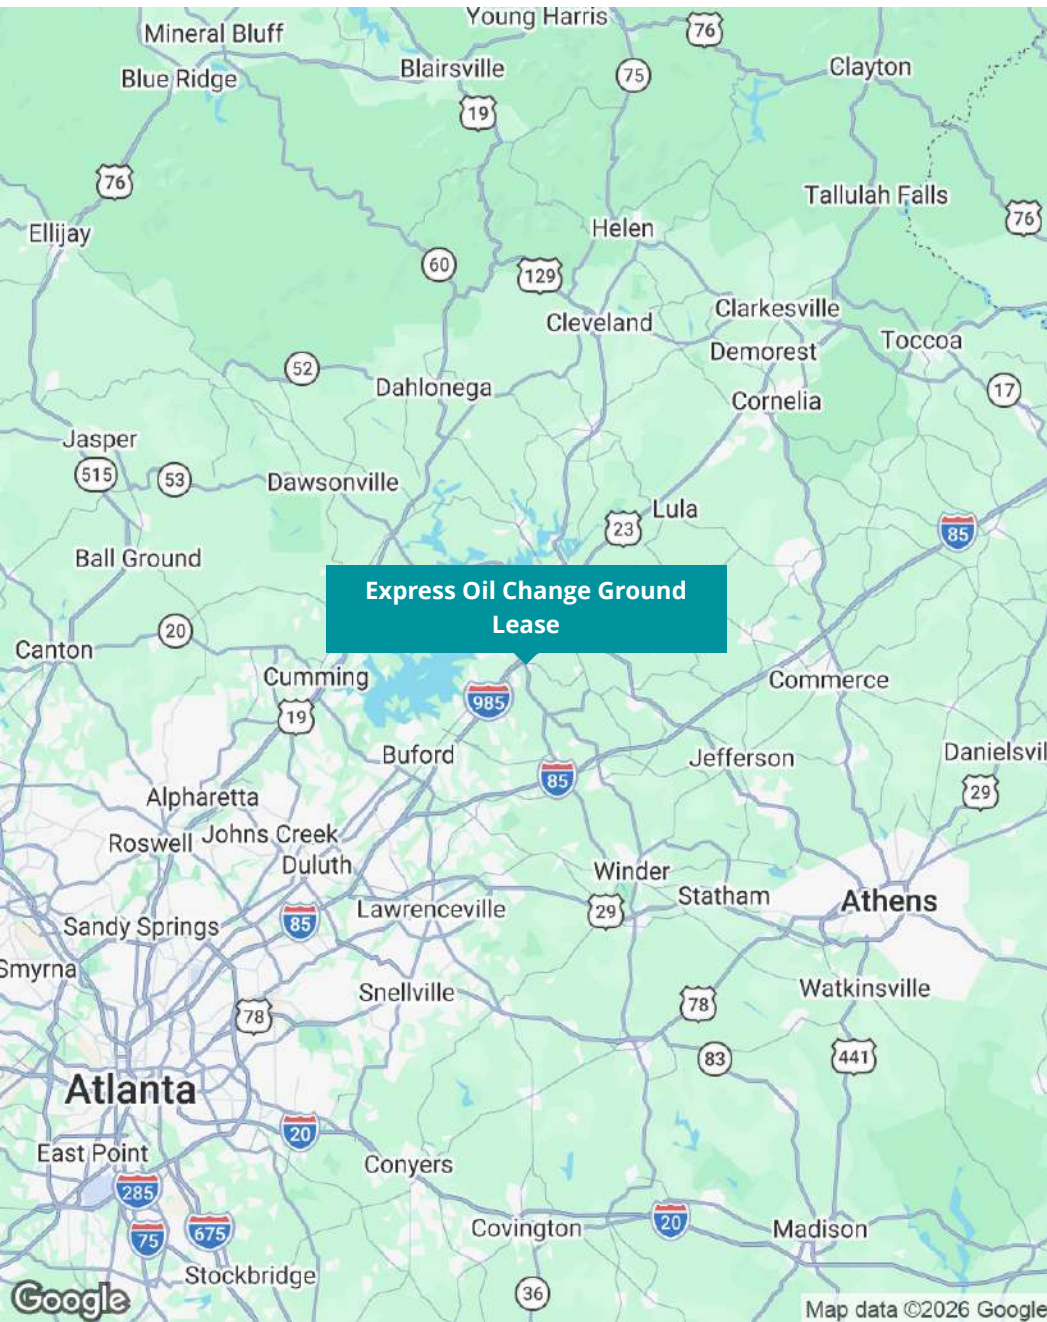 Young Harris
76
Mineral Bluff
Blairsville
75
Clayton
Blue Ridge
19
76
Tallulah Falls
76
Ellijay
Helen
60
129
Clarkesville
Cleveland
Toccoa
Demorest
52
Dahlonega
17
Cornelia
Jasper
515
53
Dawsonville
Lula
23
85
Ball Ground
Express Oil Change Ground
Lease
20
Canton
Cumming
Commerce
985
19
Buford
Jefferson
Danielsvil
85
29
Alpharetta
Roswell
Johns Creek
Duluth
Winder
Statham
Athens
85
Lawrenceville
29
Sandy Springs
Smyrna
Snellville
Watkinsville
78
78
83
441
Atlanta
20
East Point
Conyers
285
20
Covington
Madison
75
675
Stockbridge
36
Google
Map data ©2026 Google